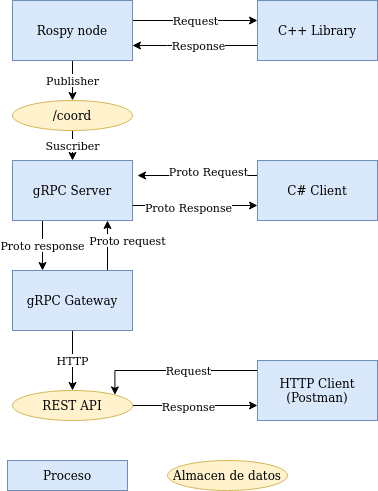 Rospy node
Request
C++ Library
Response
Publisher
/coord
Suscriber
gRPC Server
Proto Request
C# Client
Proto Response
Proto response
Proto request
gRPC Gateway
HTTP
Request
HTTP Client
(Postman)
REST API
Response
Proceso
Almacen de datos